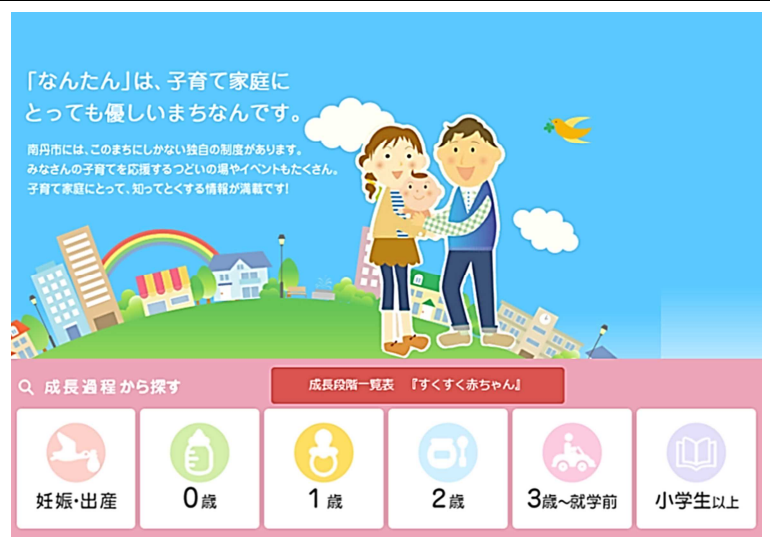 「なんたん」は、子育て家庭に
とっても優しいまちなんです。
南丹市には、このまちにしかない独自の制度があります。
みなさんの子育てを応援するつどいの場やイベントもたくさん。
子育て家庭にとって、知ってとくする情報が満載です!
成長過程から探す
成長段階一覧表 『すくすく赤ちゃん』
妊娠・出産
0歳
1歳
2歳
3歳～就学前
小学生以上